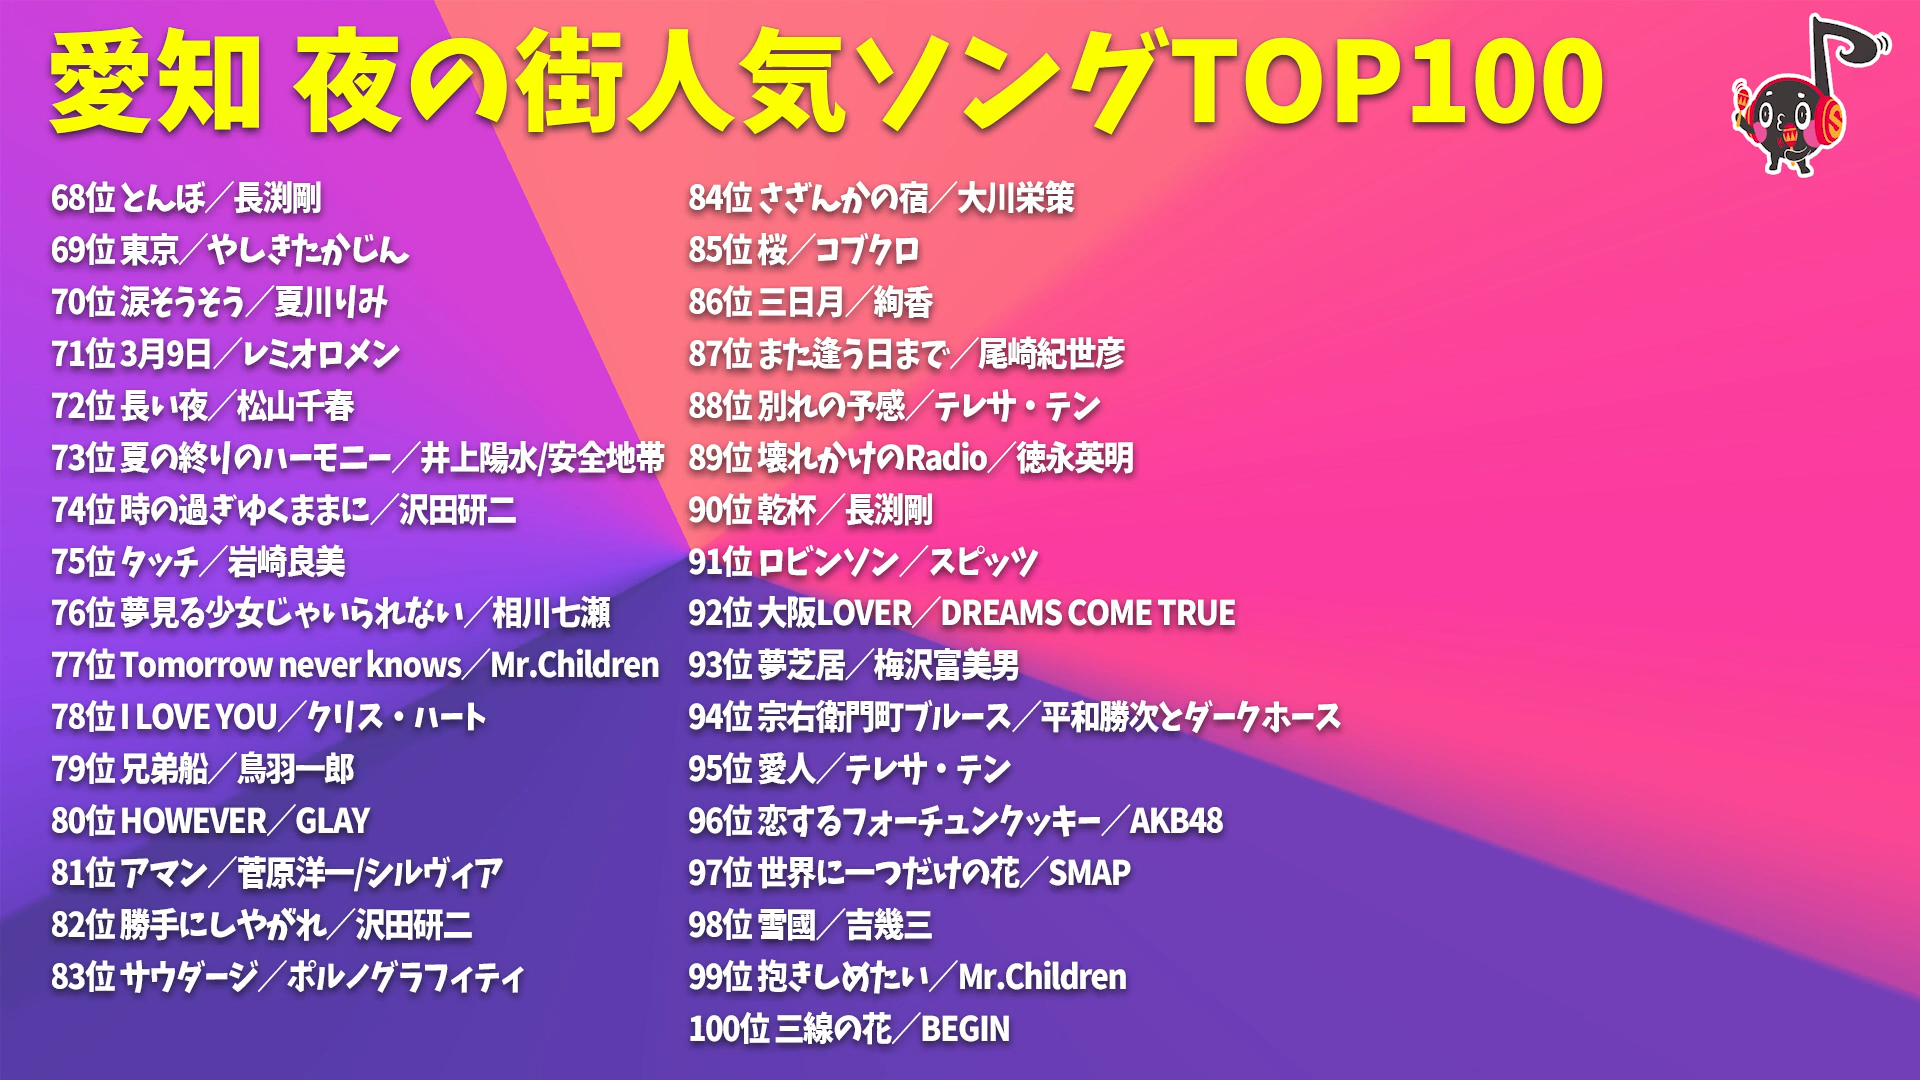 愛知 夜の街人気ソングTOP100
68位 とんぼ／長渕剛
69位 東京／やしきたかじん
70位 涙そうそう／夏川りみ
71位 3月9日／レミオロメン
72位 長い夜／松山千春
73位 夏の終りのハーモニー／井上陽水/安全地帯
74位 時の過ぎゆくままに／沢田研二
75位 タッチ／岩崎良美
76位 夢見る少女じゃいられない／相川七瀬
77位 Tomorrow never knows／Mr.Children
78位 I LOVE YOU／クリス・ハート
79位 兄弟船／鳥羽一郎
80位 HOWEVER／GLAY
81位 アマン／菅原洋一/シルヴィア
82位 勝手にしやがれ／沢田研二
83位 サウダージ／ポルノグラフィティ
84位 さざんかの宿／大川栄策
85位 桜／コブクロ
86位 三日月／絢香
87位 また逢う日まで／尾崎紀世彦
88位 別れの予感／テレサ・テン
89位 壊れかけのRadio／徳永英明
90位 乾杯／長渕剛
91位 ロビンソン／スピッツ
92位 大阪LOVER／DREAMS COME TRUE
93位 夢芝居／梅沢富美男
94位 宗右衛門町ブルース／平和勝次とダークホース
95位 愛人／テレサ・テン
96位 恋するフォーチュンクッキー／AKB48
97位 世界に一つだけの花／SMAP
98位 雪國／吉幾三
99位 抱きしめたい／Mr.Children
100位 三線の花／BEGIN